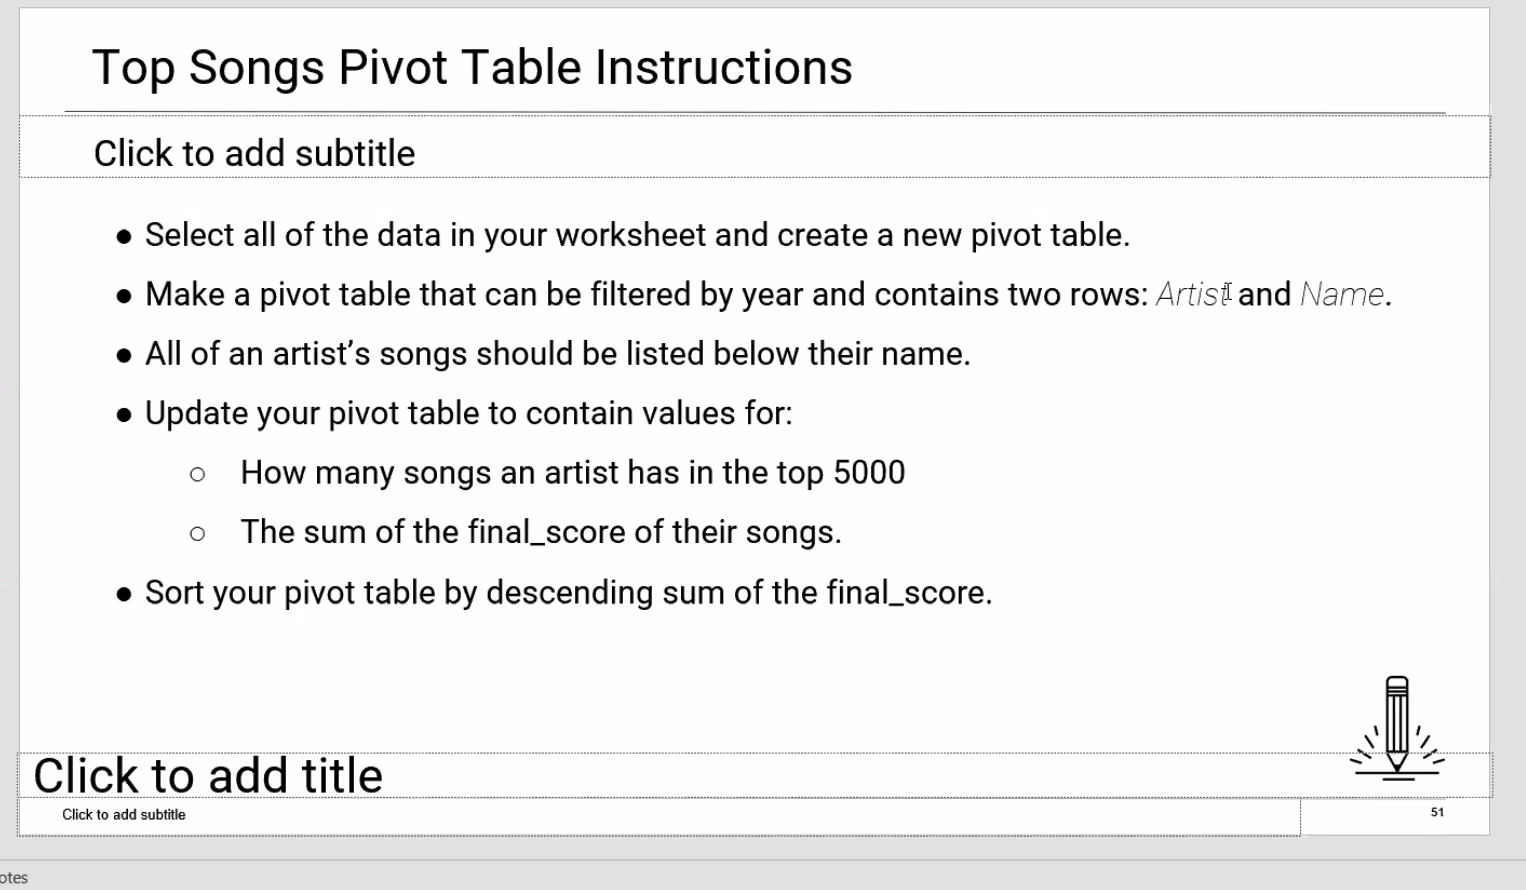 Top Songs Pivot Table Instructions
Click to add subtitle
● Select all of the data in your worksheet and create a new pivot table.
● Make a pivot table that can be filtered by year and contains two rows: Artist and Name.
● All of an artist’s songs should be listed below their name.
● Update your pivot table to contain values for:
○ How many songs an artist has in the top 5000
○ The sum of the final_score of their songs.
● Sort your pivot table by descending sum of the final_score.
Click to add title
Click to add subtitle
51
otes